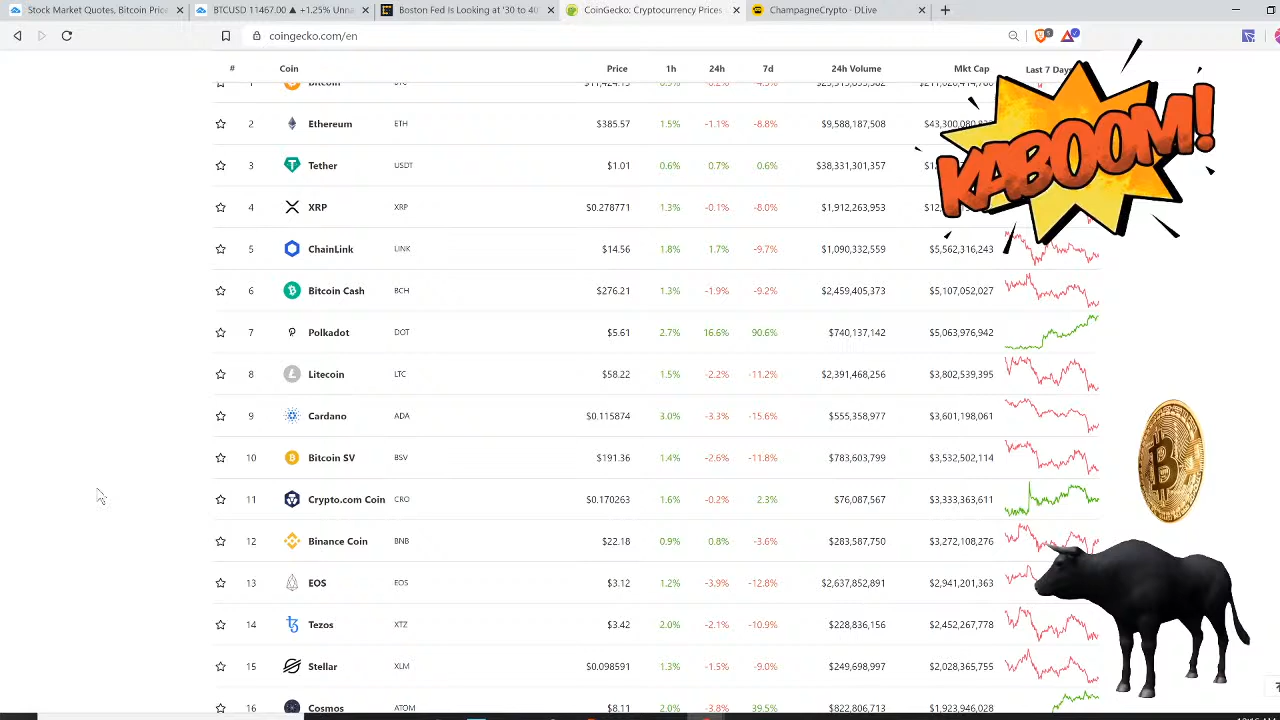 Stock Market Quotes, Bitcoin Price
BTCUSD 11467.00 ▲ +1.25% Unna
Boston Fed Is Looking at '30 to 40
CoinGecko: Cryptocurrency Prices
ChampagneCrypto - DLive
coingecko.com/en
# Coin Price 1h 24h 7d 24h Volume Mkt Cap Last 7 Days
KABOOM!
1 Bitcoin BTC
2 Ethereum ETH $385.57 1.5% -1.1% -8.8% $9,588,187,508
3 Tether USDT $1.01 0.6% 0.7% 0.6% $38,331,301,357
4 XRP XRP $0.278771 1.3% -0.1% -8.0% $1,912,263,953
5 ChainLink LINK $14.56 1.8% 1.7% -9.7% $1,090,332,559 $5,562,316,243
6 Bitcoin Cash BCH $276.21 1.3% -1.9% -9.2% $2,459,405,373 $5,107,052,027
7 Polkadot DOT $5.61 2.7% 16.6% 90.6% $740,137,142 $5,063,976,942
8 Litecoin LTC $58.22 1.5% -2.2% -11.2% $2,391,468,256 $3,802,539,395
9 Cardano ADA $0.115874 3.0% -3.3% -15.6% $555,358,977 $3,601,198,061
10 Bitcoin SV BSV $191.36 1.4% -2.6% -11.8% $783,603,799 $3,532,502,114
11 Crypto.com Coin CRO $0.170263 1.6% -0.2% 2.3% $76,087,567 $3,333,363,611
12 Binance Coin BNB $22.18 0.9% 0.8% -3.6% $283,587,750 $3,272,108,276
13 EOS EOS $3.12 1.2% -3.9% -12.8% $2,637,852,891 $2,941,201,363
14 Tezos XTZ $3.42 2.0% -2.1% -10.9% $228,836,156 $2,452,267,778
15 Stellar XLM $0.098591 1.3% -1.5% -9.0% $249,698,997 $2,028,365,755
16 Cosmos ATOM $8.11 2.0% -3.8% 39.5% $822,806,713 $1,923,946,028